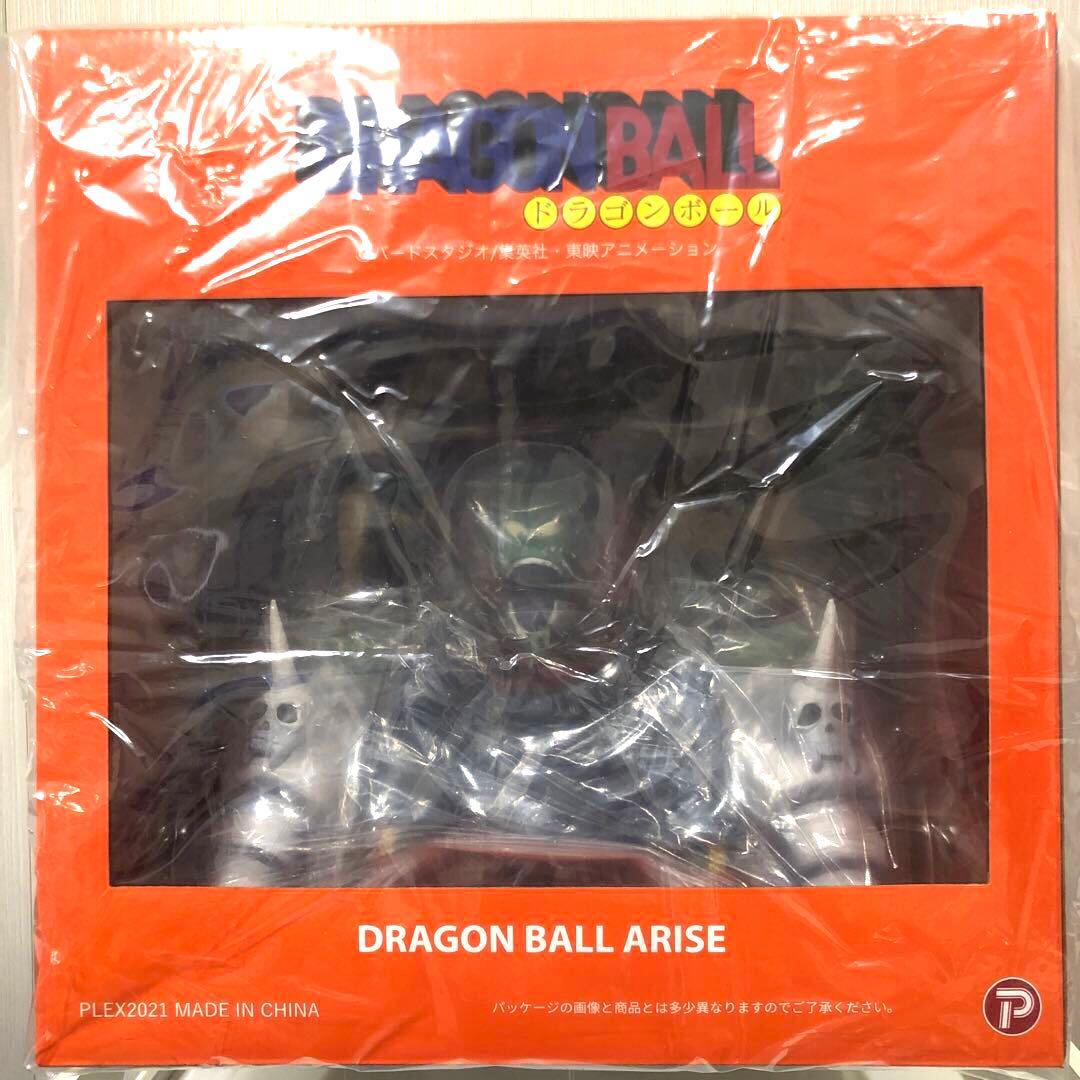 DRAGONBALL
ドラゴンボール
©バードスタジオ/集英社・東映アニメーション
DRAGON BALL ARISE
PLEX2021 MADE IN CHINA
パッケージの画像と商品とは多少異なりますのでご了承ください。
P